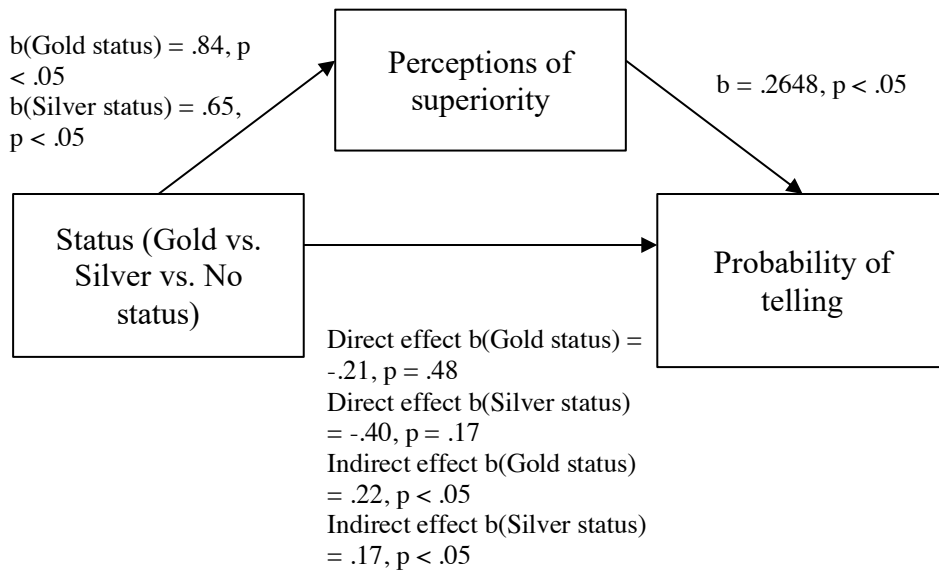 b(Gold status) = .84, p
< .05
b(Silver status) = .65,
p < .05
Perceptions of
superiority
b = .2648, p < .05
Status (Gold vs.
Silver vs. No
status)
Probability of
telling
Direct effect b(Gold status) =
-.21, p = .48
Direct effect b(Silver status)
= -.40, p = .17
Indirect effect b(Gold status)
= .22, p < .05
Indirect effect b(Silver status)
= .17, p < .05